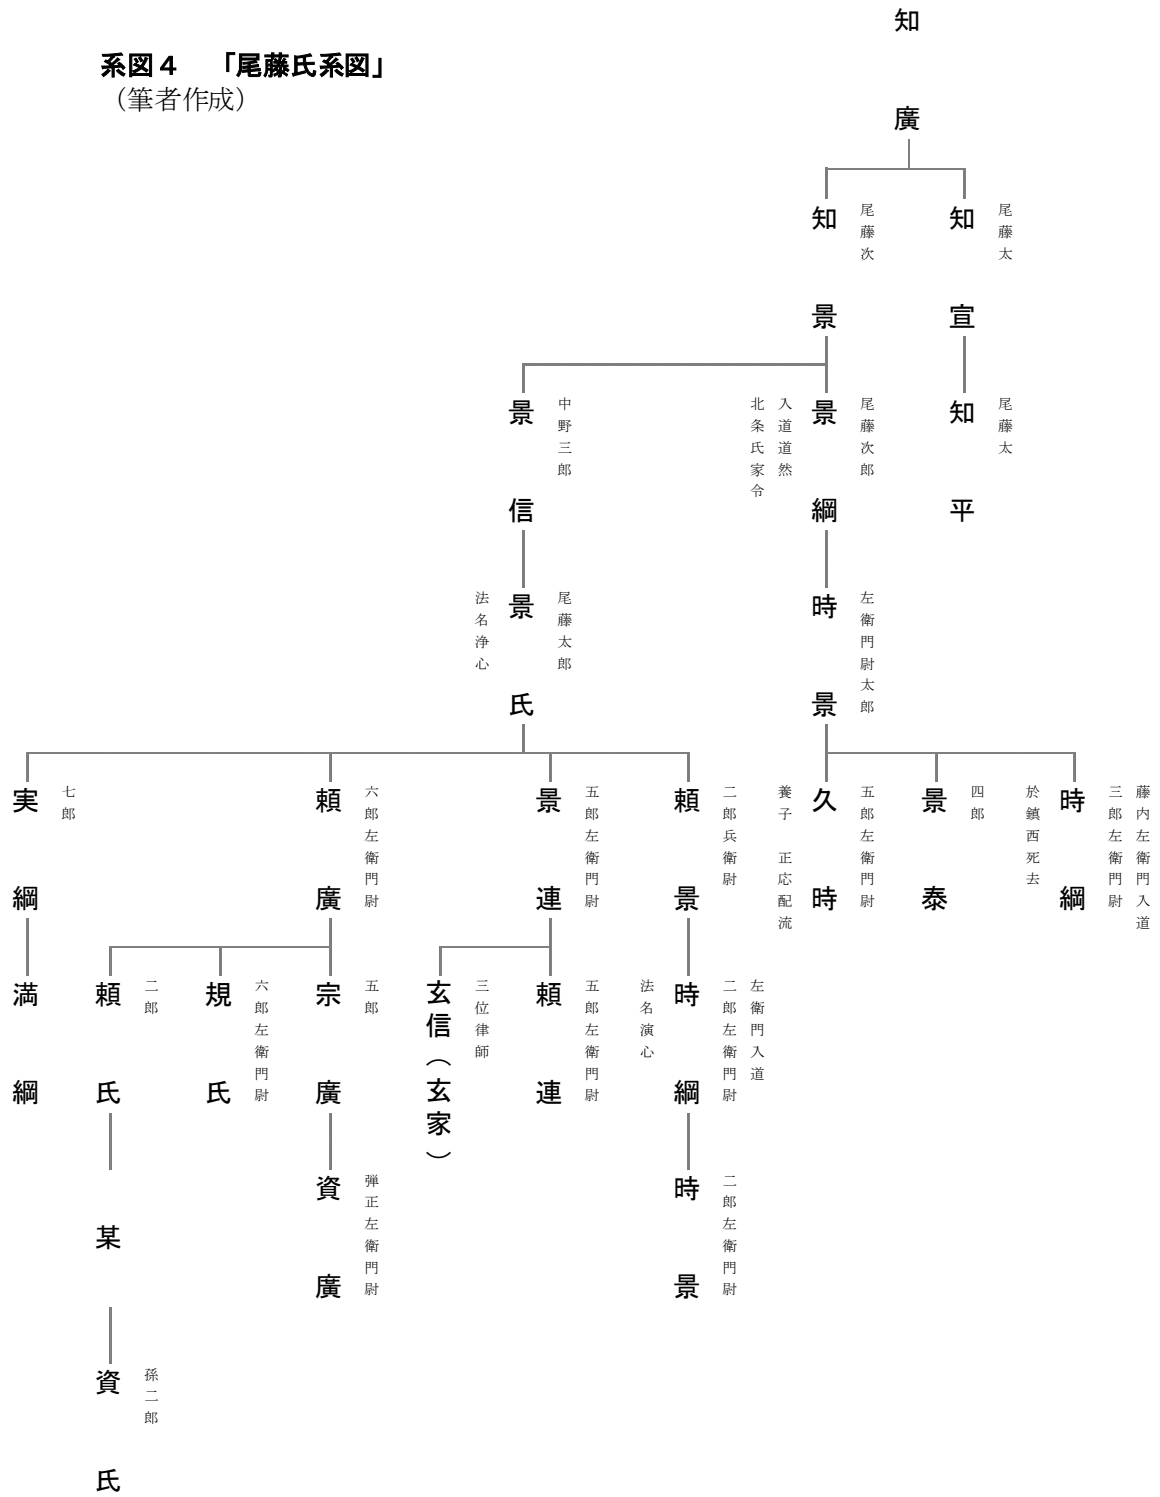 系図４　「尾藤氏系図」
（筆者作成）
知廣
尾藤太
知宣
尾藤次
知景
尾藤太
知平
尾藤次郎
景綱
入道道然
北条氏家令
中野三郎
景信
左衛門尉太郎
時景
尾藤太郎
景氏
法名浄心
藤内左衛門入道
三郎左衛門尉
時綱
於鎮西死去
四郎
景泰
五郎左衛門尉
久時
養子　正応配流
二郎兵衛尉
頼景
五郎左衛門尉
景連
六郎左衛門尉
頼廣
七郎
実綱
左衛門入道
二郎左衛門尉
時綱
法名演心
五郎左衛門尉
頼連
三位律師
玄信（玄家）
五郎
宗廣
六郎左衛門尉
規氏
二郎
頼氏
満綱
二郎左衛門尉
時景
弾正左衛門尉
資廣
某
孫二郎
資氏